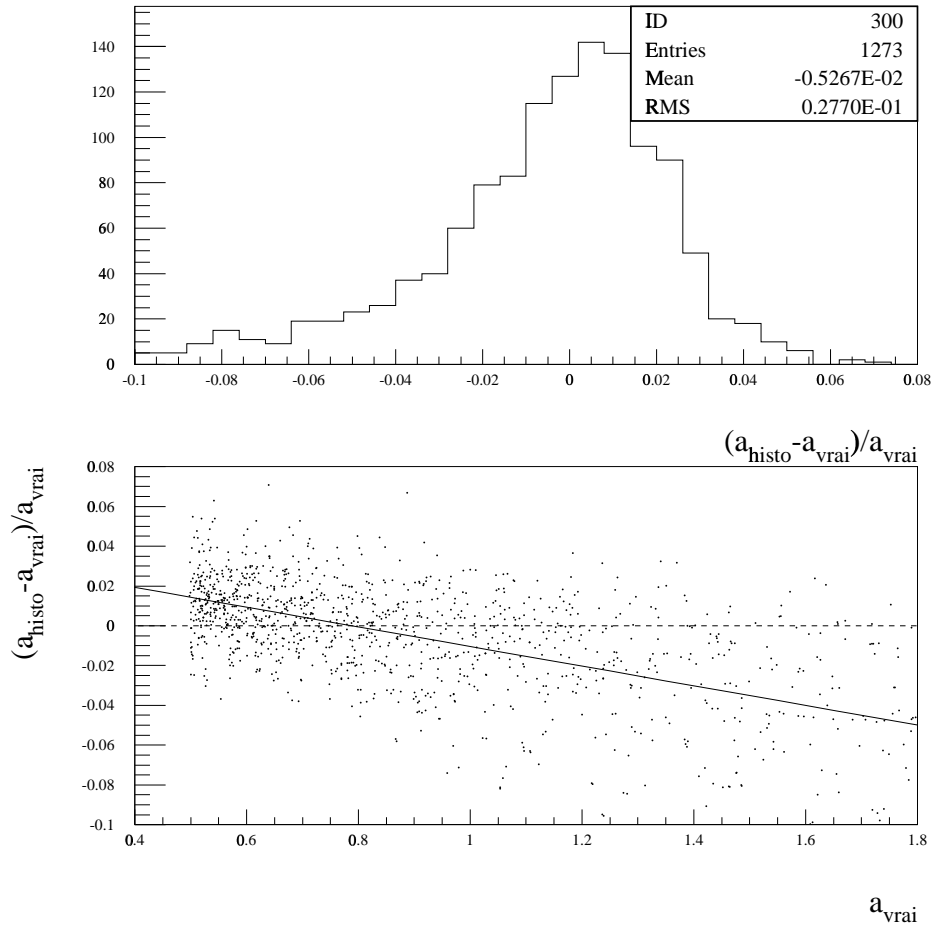 ID 300
Entries 1273
Mean -0.5267E-02
RMS 0.2770E-01
140
120
100
80
60
40
20
0
-0.1 -0.08 -0.06 -0.04 -0.02 0 0.02 0.04 0.06 0.08
(a_histo-a_vrai)/a_vrai
(a_histo-a_vrai)/a_vrai
0.08
0.06
0.04
0.02
0
-0.02
-0.04
-0.06
-0.08
-0.1
0.4 0.6 0.8 1 1.2 1.4 1.6 1.8
a_vrai